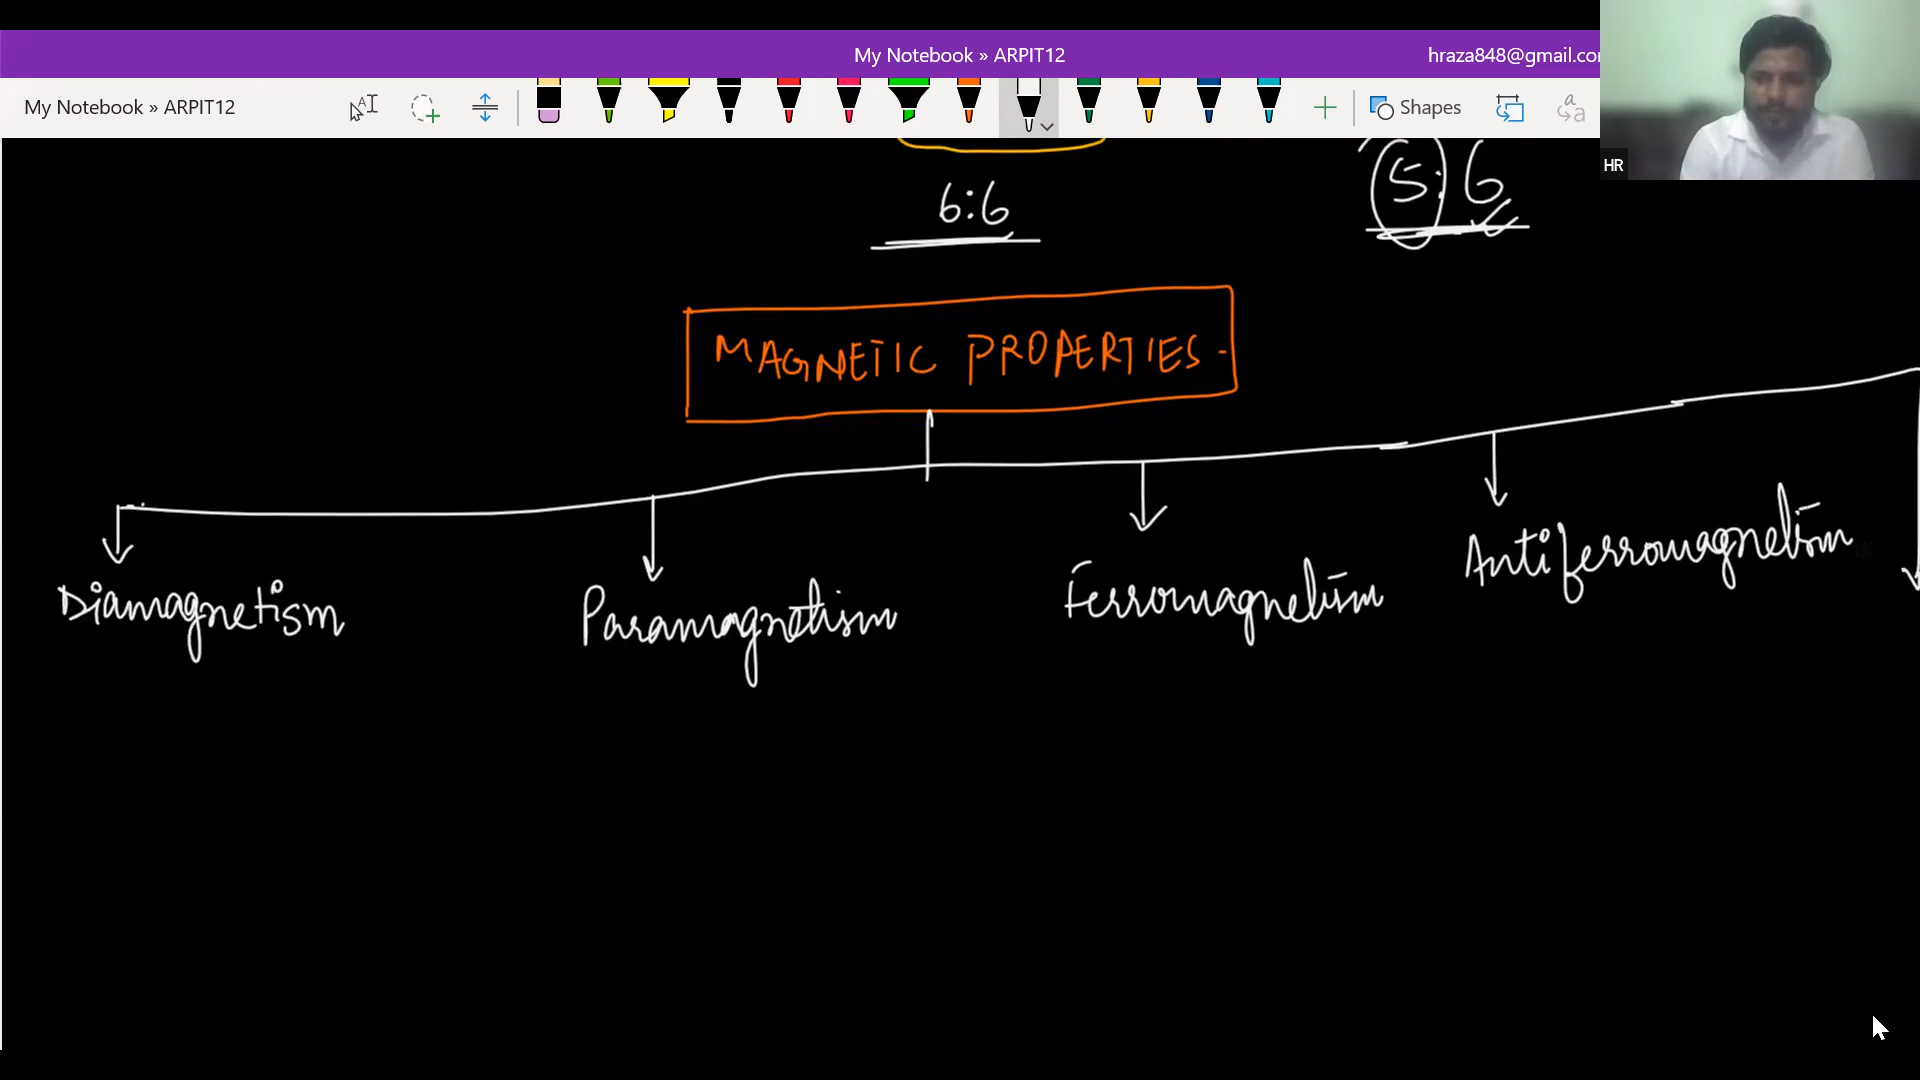 My Notebook » ARPIT12
hraza848@gmail.co
My Notebook » ARPIT12
Shapes
HR
6:6
5:6
MAGNETIC PROPERTIES.
Diamagnetism
Paramagnetism
Ferromagnetism
Antiferromagnetism